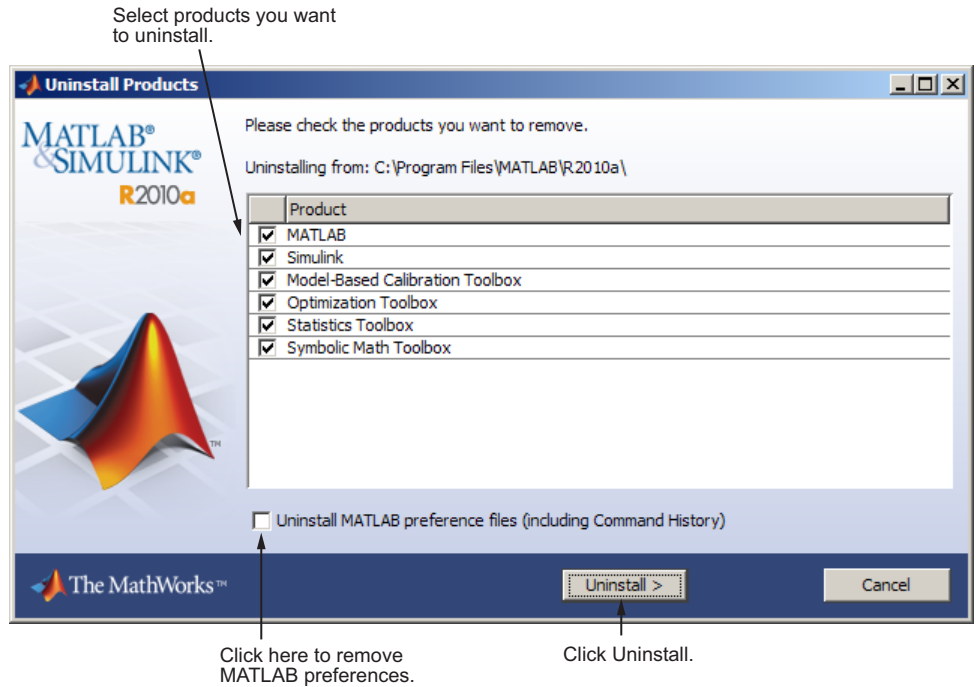 Select products you want
to uninstall.
Uninstall Products
MATLAB®
&SIMULINK®
R2010a
Please check the products you want to remove.
Uninstalling from: C:\Program Files\MATLAB\R2010a\
Product
MATLAB
Simulink
Model-Based Calibration Toolbox
Optimization Toolbox
Statistics Toolbox
Symbolic Math Toolbox
TM
Uninstall MATLAB preference files (including Command History)
The MathWorks™
Uninstall >
Cancel
Click here to remove
MATLAB preferences.
Click Uninstall.